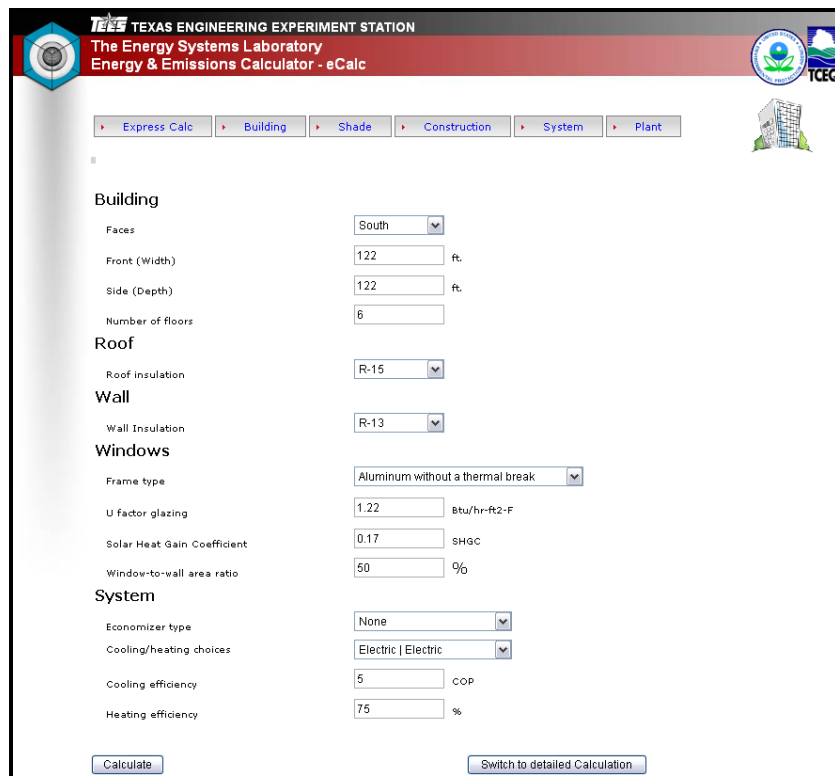 TEES TEXAS ENGINEERING EXPERIMENT STATION
The Energy Systems Laboratory
Energy & Emissions Calculator - eCalc
TCEQ
Express Calc Building Shade Construction System Plant
Building
Faces South
Front (Width) 122 ft.
Side (Depth) 122 ft.
Number of floors 6
Roof
Roof insulation R-15
Wall
Wall Insulation R-13
Windows
Frame type Aluminum without a thermal break
U factor glazing 1.22 Btu/hr-ft2-F
Solar Heat Gain Coefficient 0.17 SHGC
Window-to-wall area ratio 50 %
System
Economizer type None
Cooling/heating choices Electric | Electric
Cooling efficiency 5 COP
Heating efficiency 75 %
Calculate Switch to detailed Calculation